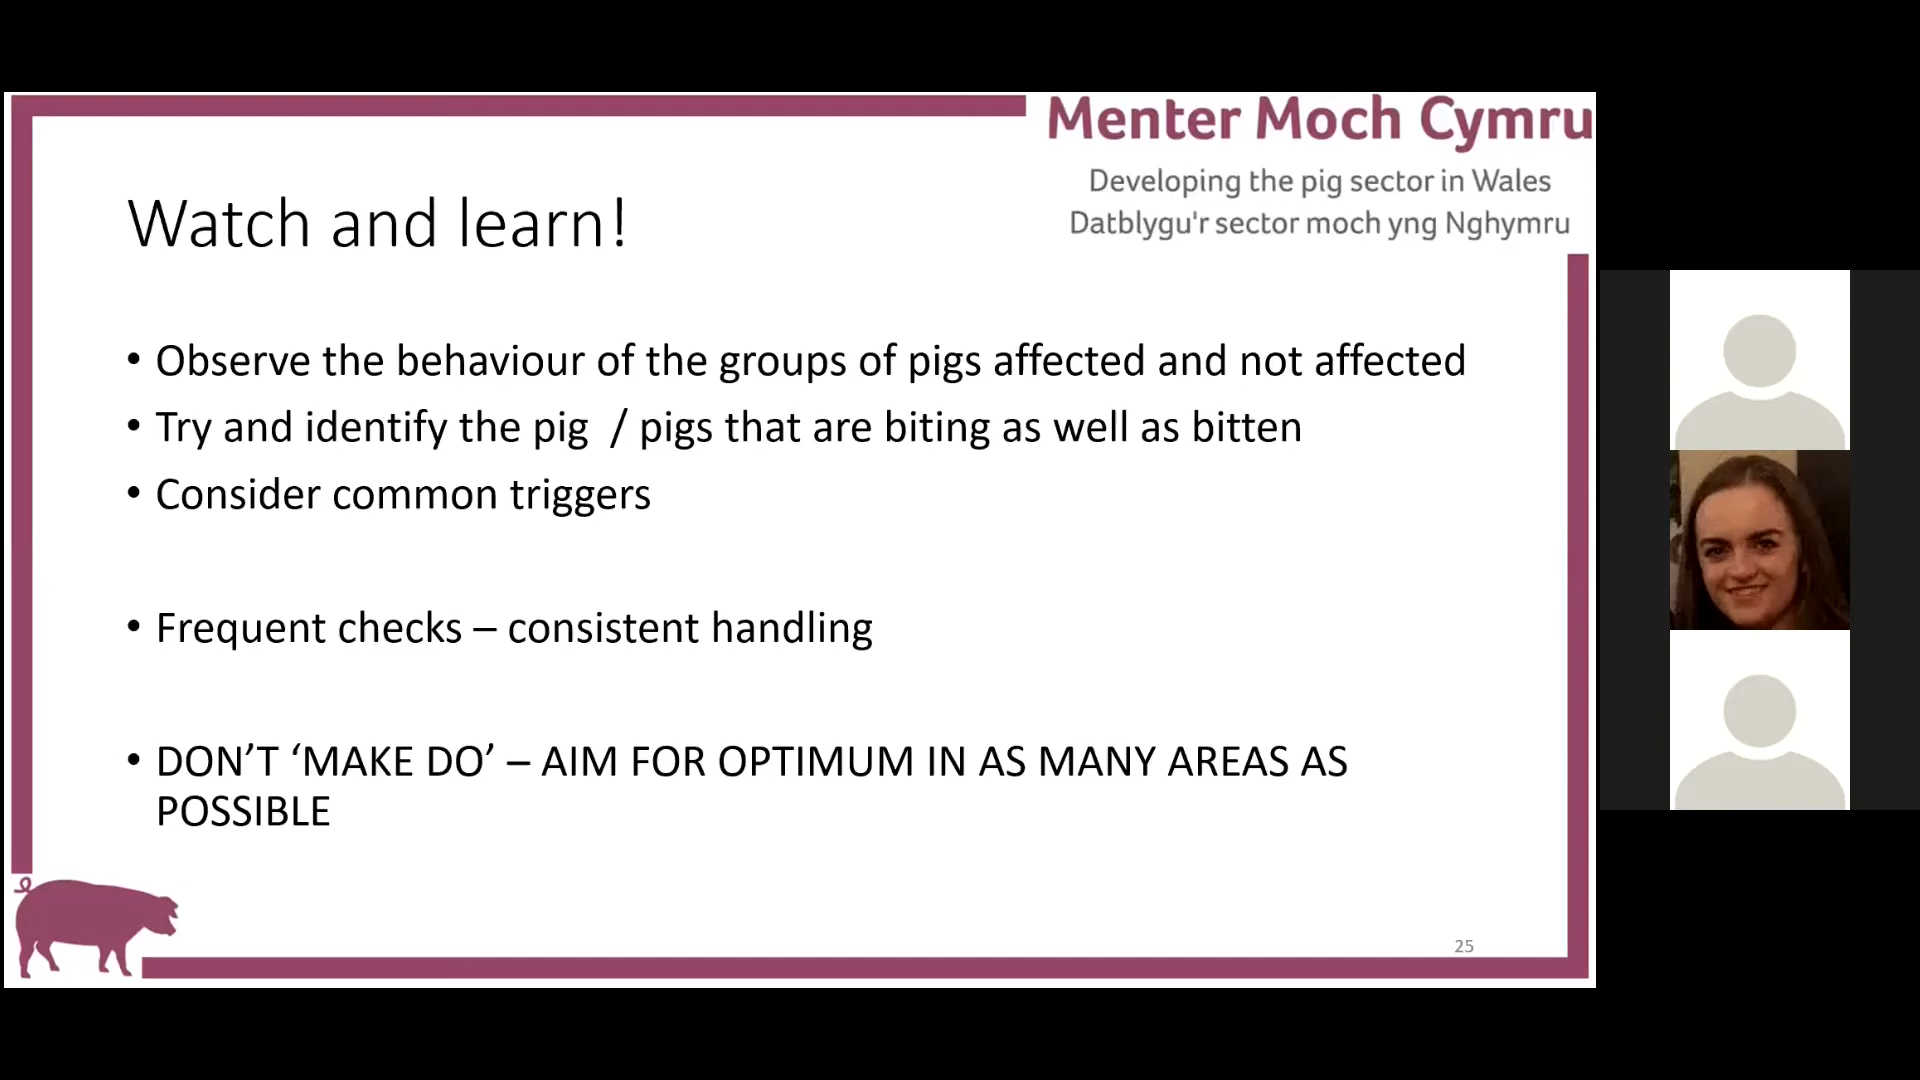 Menter Moch Cymru
Developing the pig sector in Wales
Datblygu'r sector moch yng Nghymru
Watch and learn!
• Observe the behaviour of the groups of pigs affected and not affected
• Try and identify the pig / pigs that are biting as well as bitten
• Consider common triggers
• Frequent checks – consistent handling
• DON’T ‘MAKE DO’ – AIM FOR OPTIMUM IN AS MANY AREAS AS
POSSIBLE
25